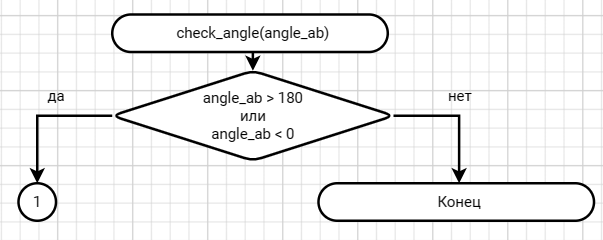 check_angle(angle_ab)
да
нет
angle_ab > 180
или
angle_ab < 0
1
Конец